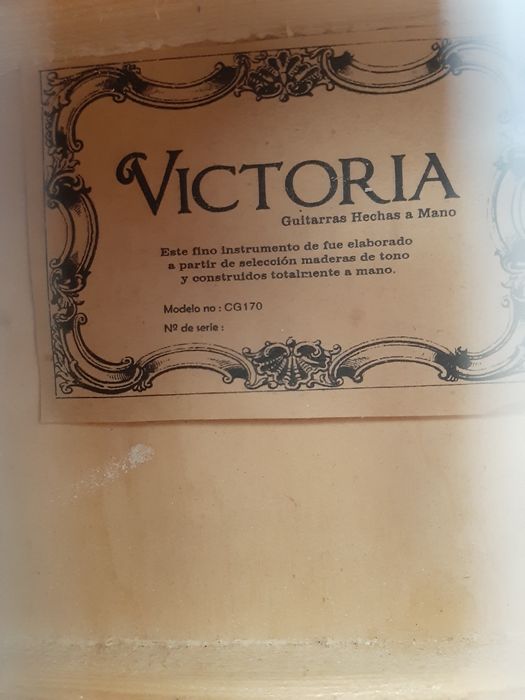 VICTORIA
Guitarras Hechas a Mano
Este fino instrumento de fue elaborado
a partir de selección maderas de tono
y construidos totalmente a mano.
Modelo no : CG170
Nº de serie :